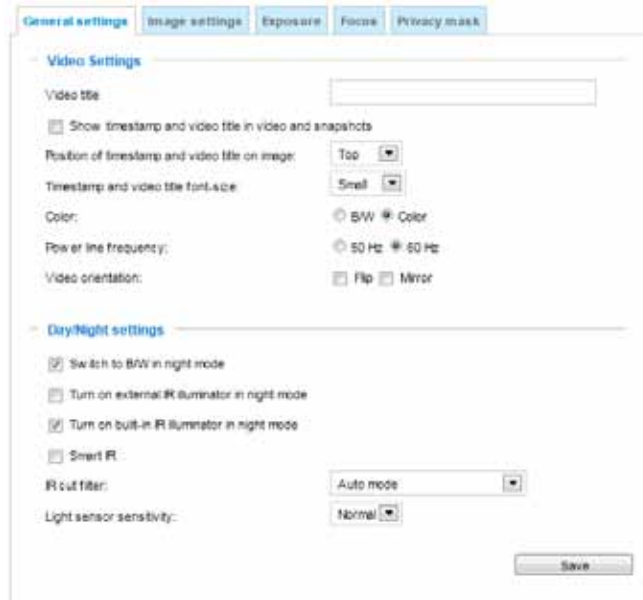 General settings Image settings Exposure Focus Privacy mask
Video Settings
Video title
Show timestamp and video title in video and snapshots
Position of timestamp and video title on image: Top
Timestamp and video title font-size: Small
Color: B/W Color
Power line frequency: 50 Hz 60 Hz
Video orientation: Flip Mirror
Day/Night settings
Switch to B/W in night mode
Turn on external IR illuminator in night mode
Turn on built-in IR illuminator in night mode
Smart IR
IR cut filter: Auto mode
Light sensor sensitivity: Normal
Save